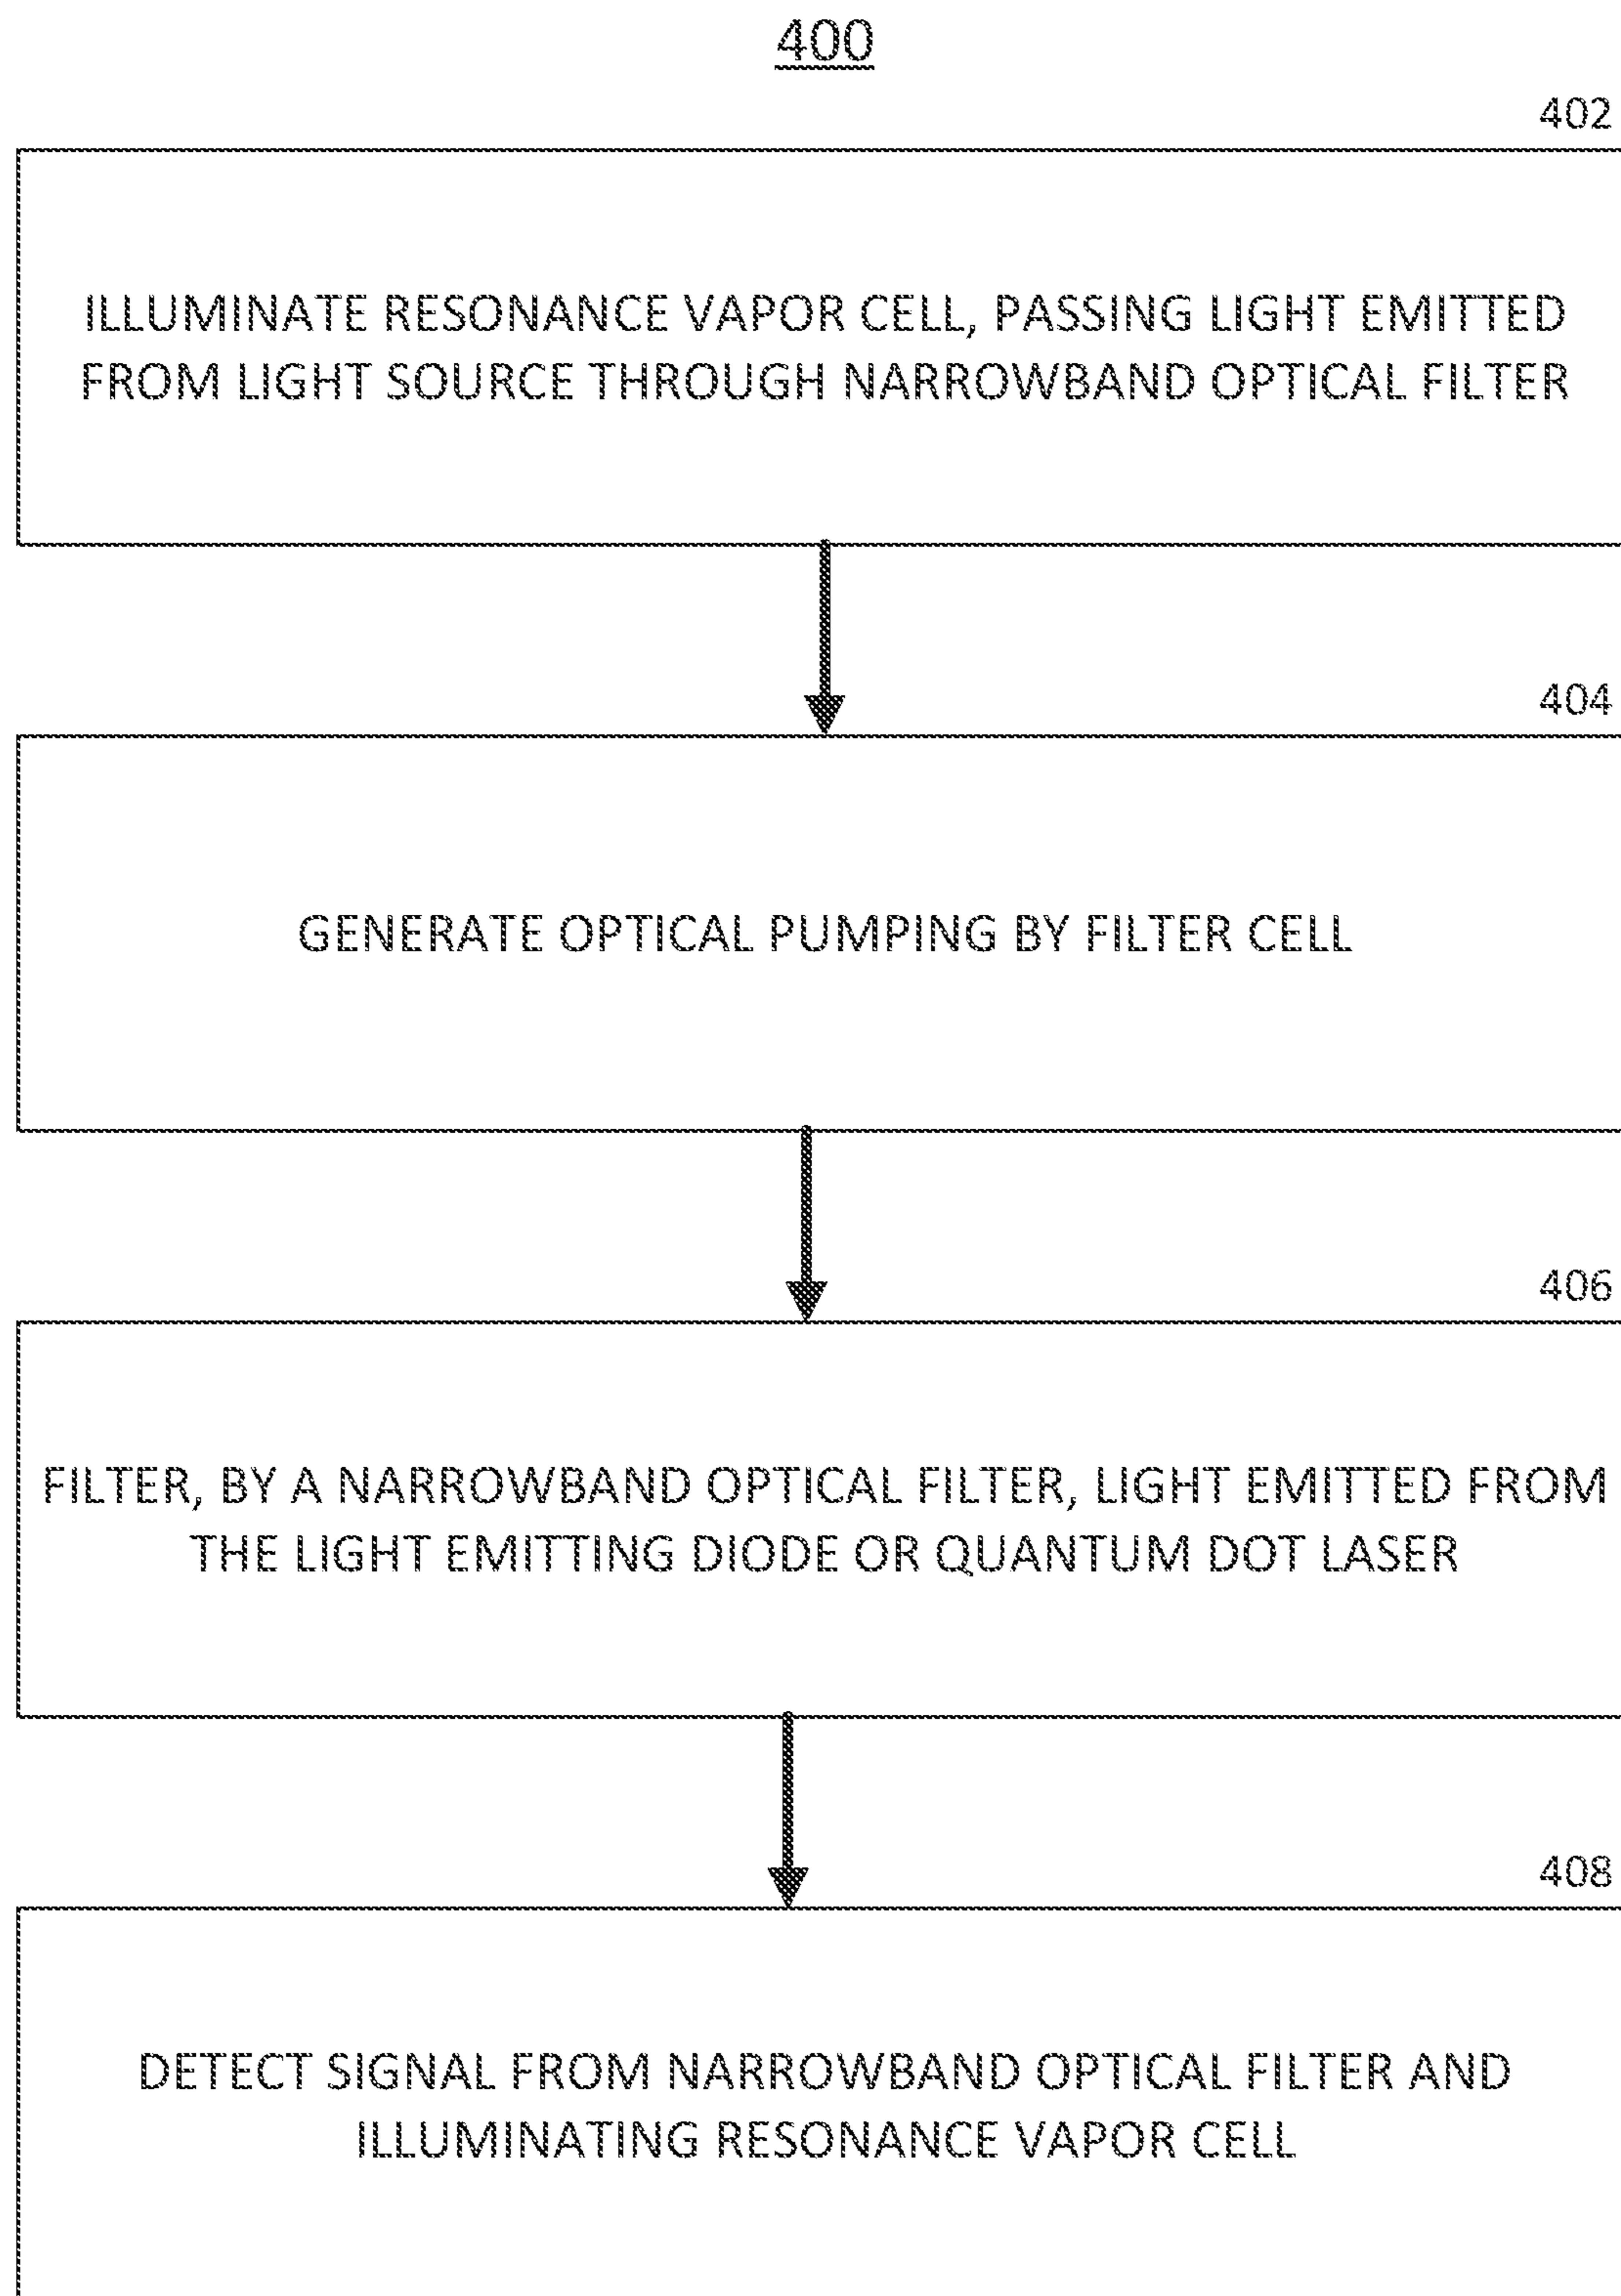 400
402
ILLUMINATE RESONANCE VAPOR CELL, PASSING LIGHT EMITTED
FROM LIGHT SOURCE THROUGH NARROWBAND OPTICAL FILTER
404
GENERATE OPTICAL PUMPING BY FILTER CELL
406
FILTER, BY A NARROWBAND OPTICAL FILTER, LIGHT EMITTED FROM
THE LIGHT EMITTING DIODE OR QUANTUM DOT LASER
408
DETECT SIGNAL FROM NARROWBAND OPTICAL FILTER AND
ILLUMINATING RESONANCE VAPOR CELL